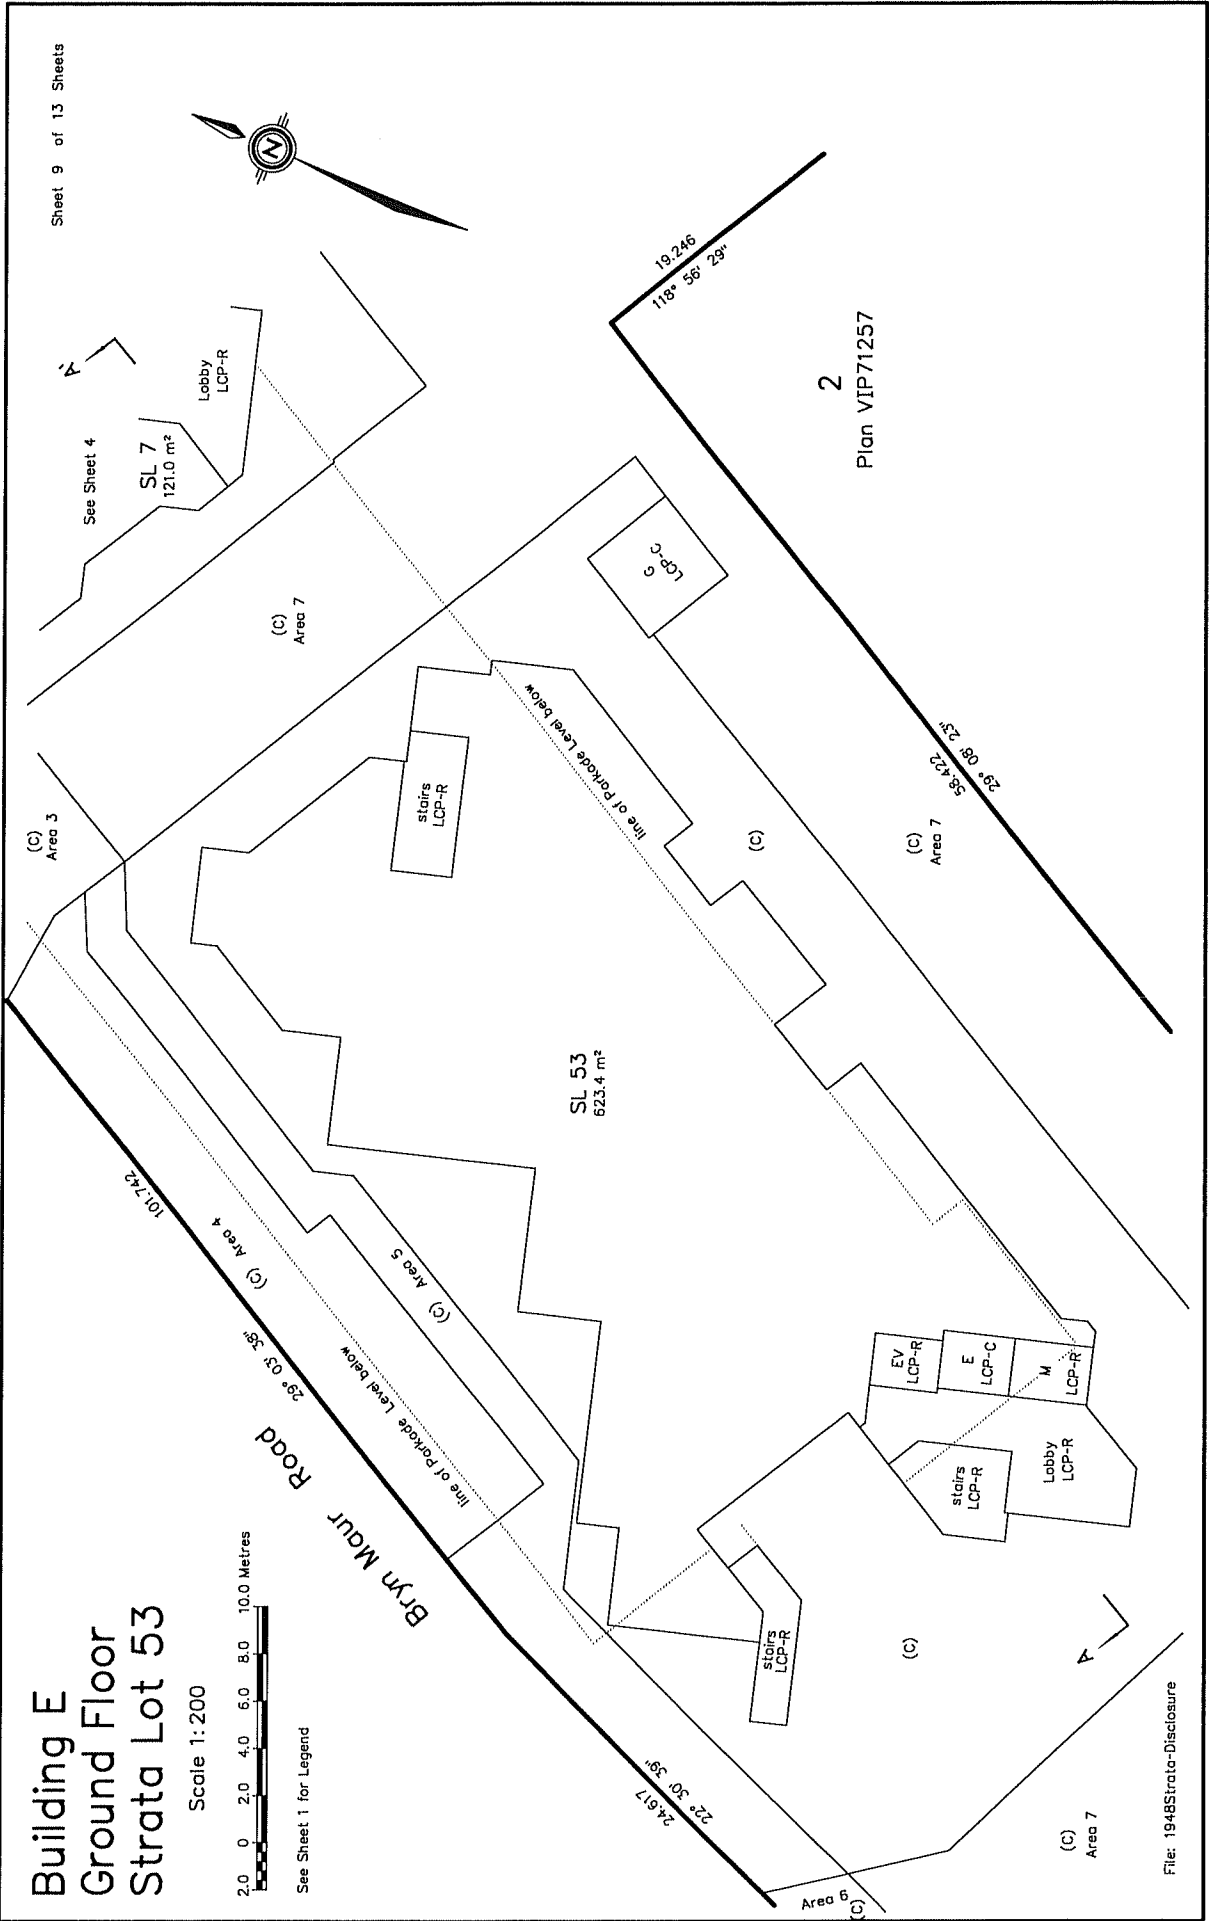 Building E
Ground Floor
Strata Lot 53
Scale 1:200
2.0 0 2.0 4.0 6.0 8.0 10.0 Metres
See Sheet 1 for Legend
Sheet 9 of 13 Sheets
N
Bryn Maur Road
101.742
29° 03' 38"
24.617
22° 30' 39"
(C) Area 4
line of Parkade Level below
(C) Area 5
(C)
Area 3
(C)
Area 7
See Sheet 4
SL 7
121.0 m²
Lobby
LCP-R
A.
stairs
LCP-R
SL 53
623.4 m²
line of Parkade Level below
G
LCP-C
(C)
(C)
Area 7
58.422
29° 08' 23"
19.246
118° 56' 29"
2
Plan VIP71257
EV
LCP-R
E
LCP-C
M
LCP-R
stairs
LCP-R
Lobby
LCP-R
stairs
LCP-R
(C)
A
Area 6
(C)
(C)
Area 7
File: 1948Strata-Disclosure